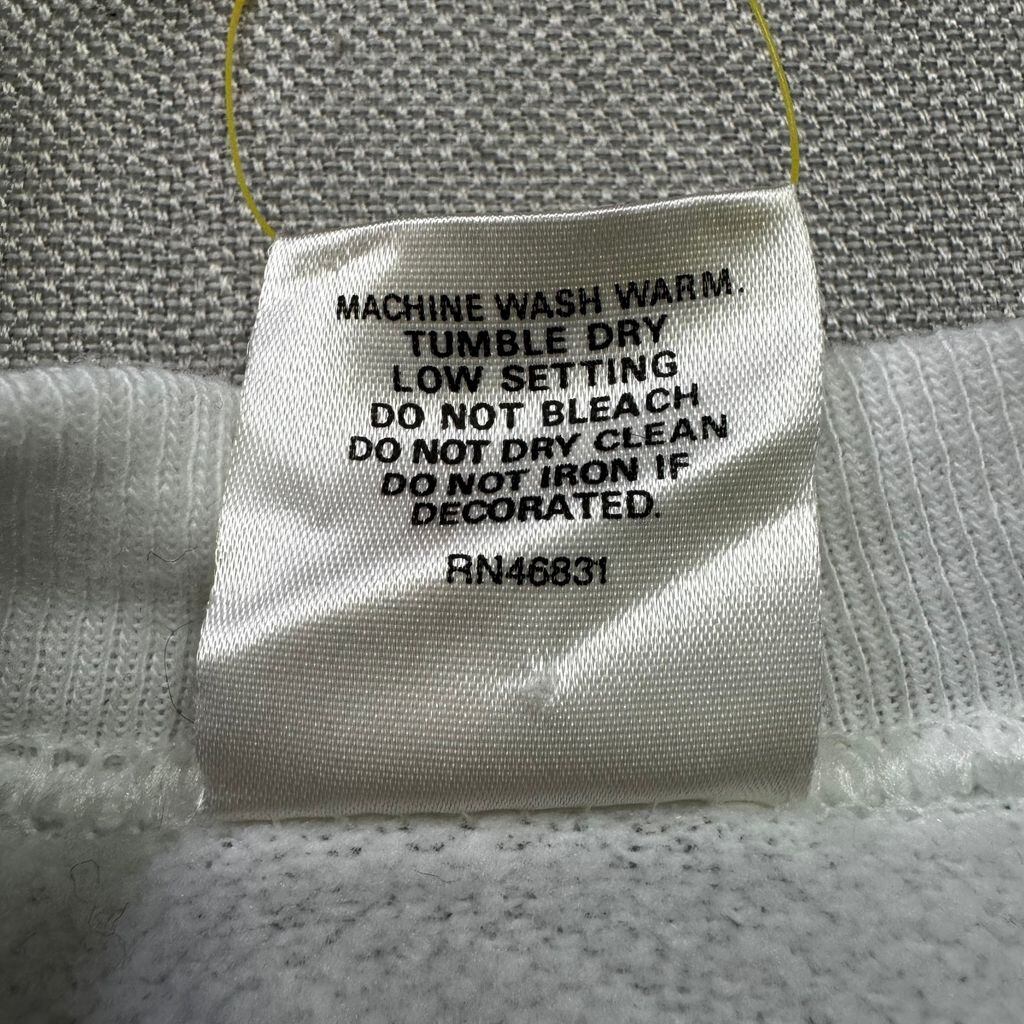 MACHINE WASH WARM.
TUMBLE DRY
LOW SETTING
DO NOT BLEACH
DO NOT DRY CLEAN
DO NOT IRON IF
DECORATED.
RN46831